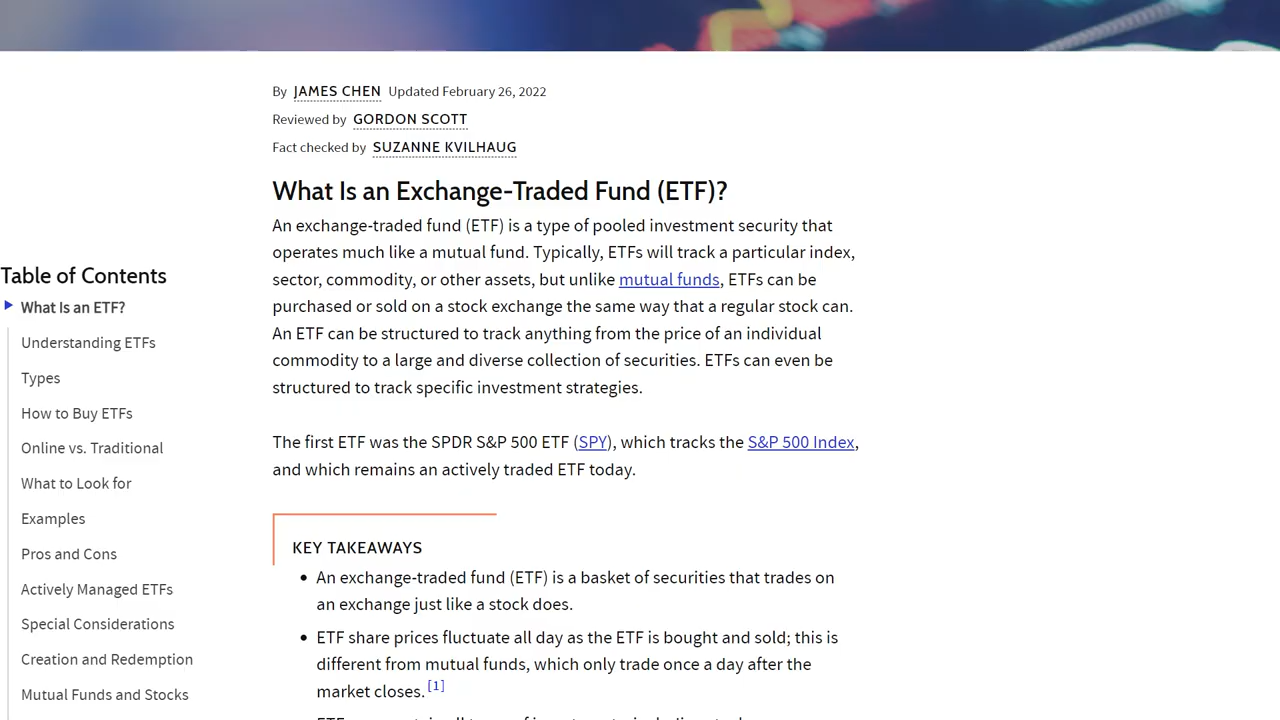 By JAMES CHEN Updated February 26, 2022
Reviewed by GORDON SCOTT
Fact checked by SUZANNE KVILHAUG
What Is an Exchange-Traded Fund (ETF)?
An exchange-traded fund (ETF) is a type of pooled investment security that
operates much like a mutual fund. Typically, ETFs will track a particular index,
sector, commodity, or other assets, but unlike mutual funds, ETFs can be
purchased or sold on a stock exchange the same way that a regular stock can.
An ETF can be structured to track anything from the price of an individual
commodity to a large and diverse collection of securities. ETFs can even be
structured to track specific investment strategies.
The first ETF was the SPDR S&P 500 ETF (SPY), which tracks the S&P 500 Index,
and which remains an actively traded ETF today.
KEY TAKEAWAYS
• An exchange-traded fund (ETF) is a basket of securities that trades on
an exchange just like a stock does.
• ETF share prices fluctuate all day as the ETF is bought and sold; this is
different from mutual funds, which only trade once a day after the
market closes. [1]
Table of Contents
What Is an ETF?
Understanding ETFs
Types
How to Buy ETFs
Online vs. Traditional
What to Look for
Examples
Pros and Cons
Actively Managed ETFs
Special Considerations
Creation and Redemption
Mutual Funds and Stocks